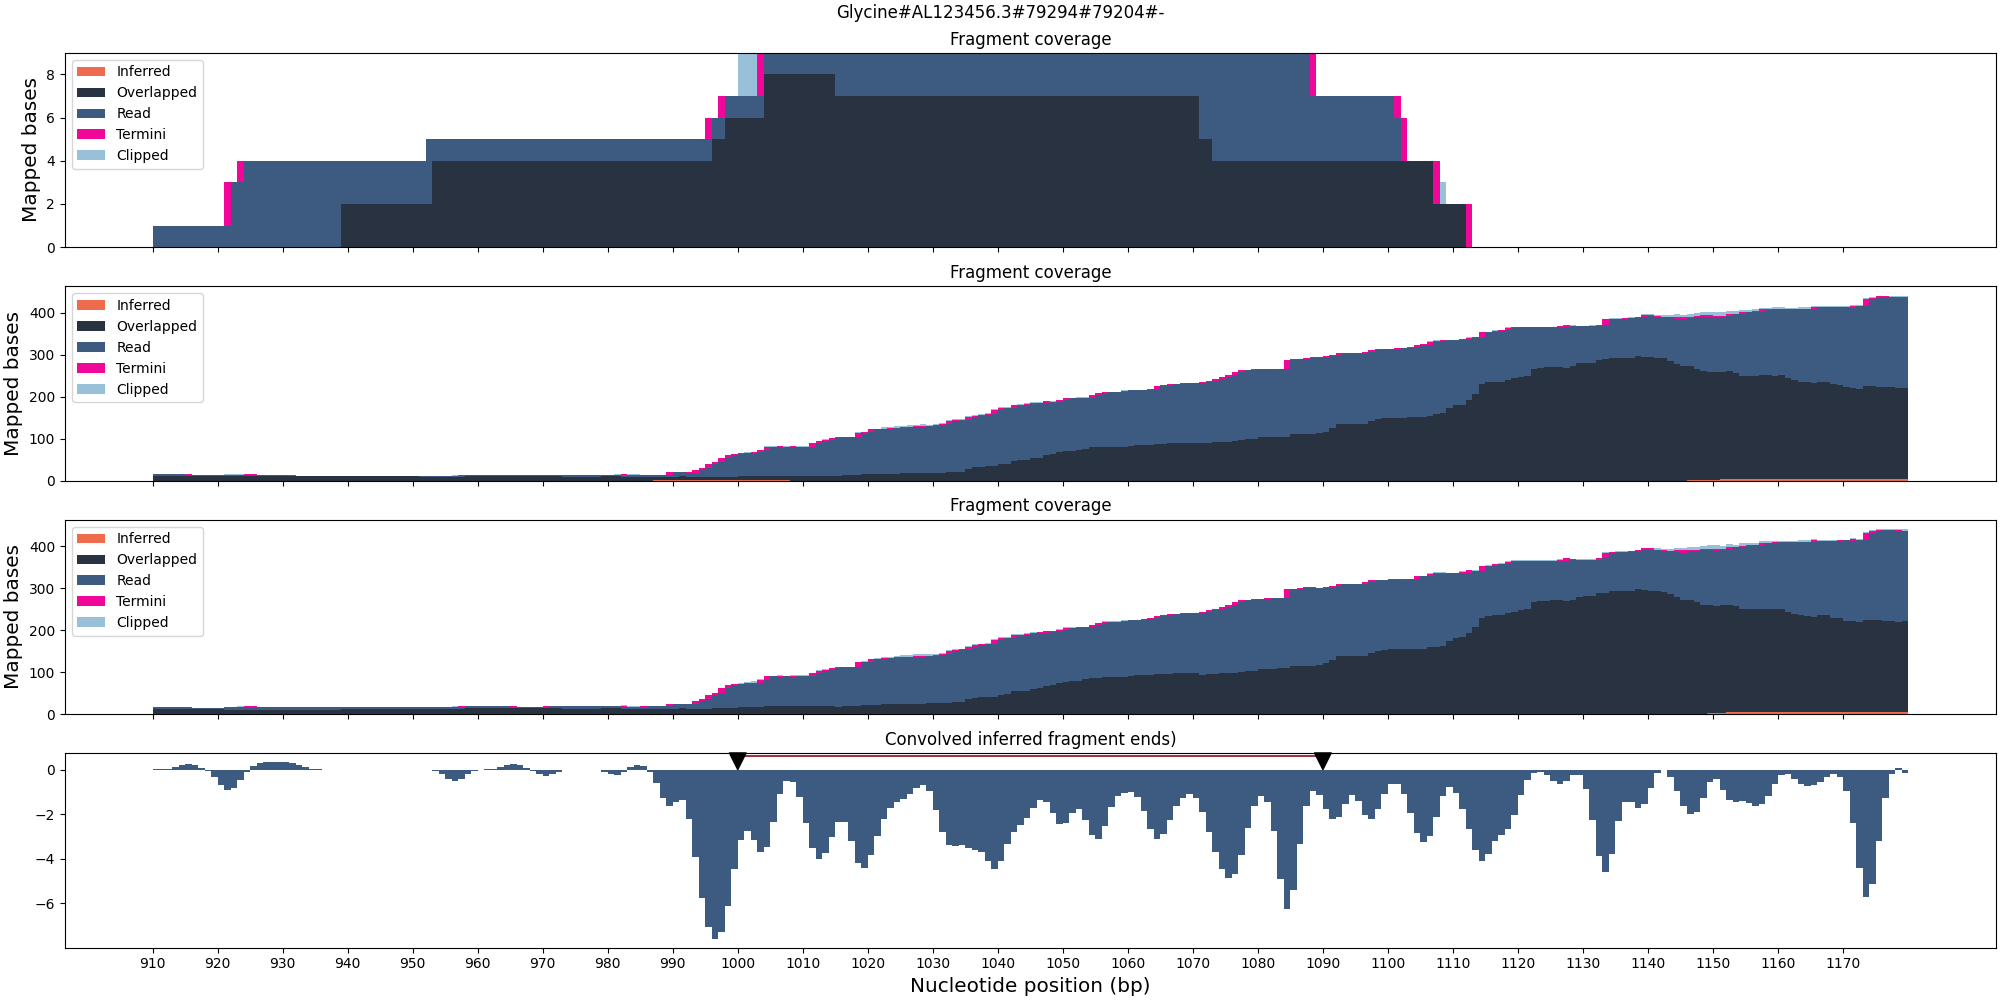 Glycine#AL123456.3#79294#79204#-
Fragment coverage
Mapped bases
8
6
4
2
0
Inferred
Overlapped
Read
Termini
Clipped
Fragment coverage
Mapped bases
400
300
200
100
0
Inferred
Overlapped
Read
Termini
Clipped
Fragment coverage
Mapped bases
400
300
200
100
0
Inferred
Overlapped
Read
Termini
Clipped
Convolved inferred fragment ends)
0
−2
−4
−6
910 920 930 940 950 960 970 980 990 1000 1010 1020 1030 1040 1050 1060 1070 1080 1090 1100 1110 1120 1130 1140 1150 1160 1170
Nucleotide position (bp)